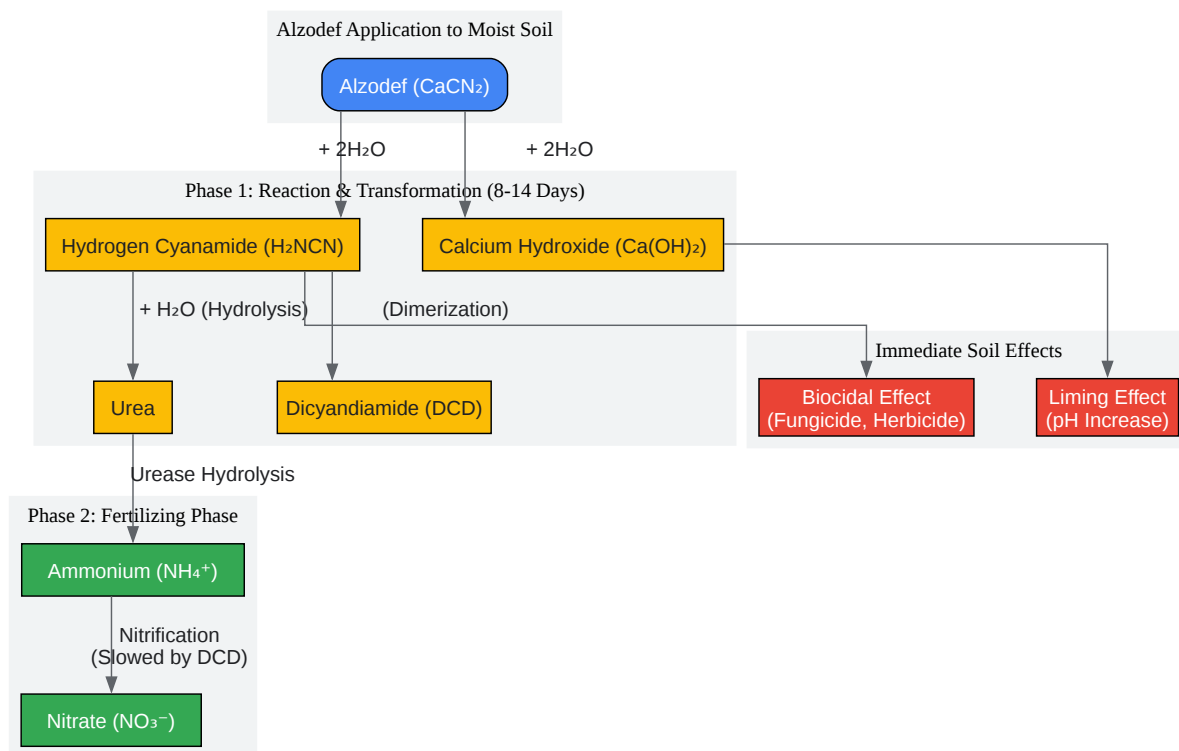 Alzodef Application to Moist Soil
Alzodef (CaCN₂)
+ 2H₂O
+ 2H₂O
Phase 1: Reaction & Transformation (8-14 Days)
Hydrogen Cyanamide (H₂NCN)
Calcium Hydroxide (Ca(OH)₂)
+ H₂O (Hydrolysis)
(Dimerization)
Immediate Soil Effects
Urea
Dicyandiamide (DCD)
Biocidal Effect
(Fungicide, Herbicide)
Liming Effect
(pH Increase)
Urease Hydrolysis
Phase 2: Fertilizing Phase
Ammonium (NH₄⁺)
Nitrification
(Slowed by DCD)
Nitrate (NO₃⁻)